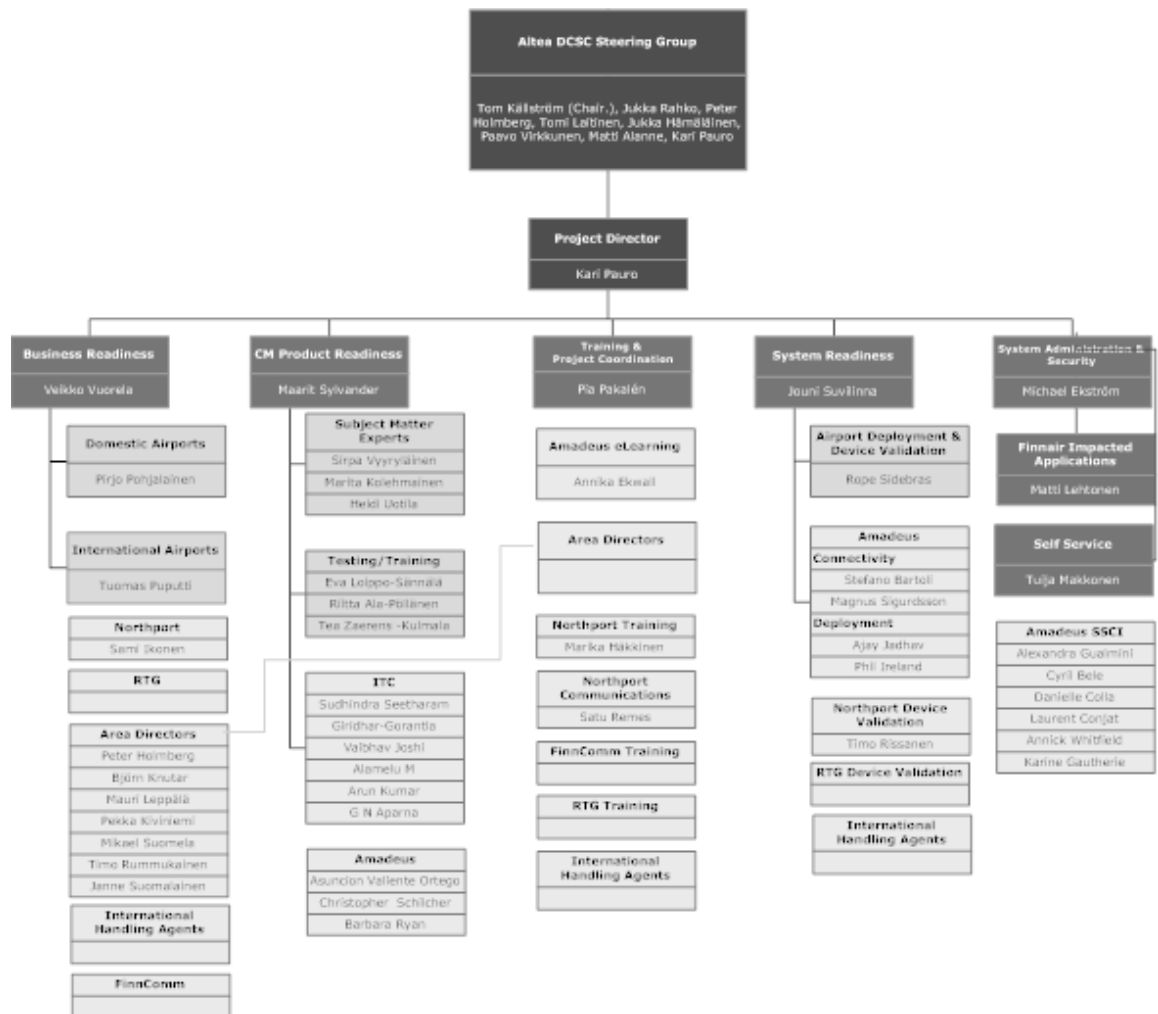 Altea DCSC Steering Group
Tom Källström (Chair.), Jukka Rahko, Peter
Holmberg, Tomi Laitinen, Jukka Hämäläinen,
Paavo Virkkunen, Matti Alanne, Kari Pauro
Project Director
Kari Pauro
Business Readiness
Veikko Vuorela
Domestic Airports
Pirjo Pohjalainen
International Airports
Tuomas Puputti
Northport
Sami Ikonen
RTG
Area Directors
Peter Holmberg
Björn Knutar
Mauri Leppälä
Pekka Kiviniemi
Mikael Suomela
Timo Rummukainen
Janne Suomalainen
International
Handling Agents
FinnComm
CM Product Readiness
Maarit Sylvander
Subject Matter
Experts
Sirpa Vyyryläinen
Marita Kolehmainen
Heidi Uotila
Testing/Training
Eva Loippo-Sännälä
Riitta Ala-Pöllänen
Tea Zaerens -Kulmala
ITC
Sudhindra Seetharam
Giridhar-Gorantla
Vaibhav Joshi
Alamelu M
Arun Kumar
G N Aparna
Amadeus
Asuncion Valiente Ortego
Christopher Schilcher
Barbara Ryan
Training &
Project Coordination
Pia Pakalén
Amadeus eLearning
Annika Ekwall
Area Directors
Northport Training
Marika Häkkinen
Northport
Communications
Satu Remes
FinnComm Training
RTG Training
International
Handling Agents
System Readiness
Jouni Suvilinna
Airport Deployment &
Device Validation
Rope Sidebras
Amadeus
Connectivity
Stefano Bartoli
Magnus Sigurdsson
Deployment
Ajay Jadhav
Phil Ireland
Northport Device
Validation
Timo Rissanen
RTG Device Validation
International
Handling Agents
System Administration &
Security
Michael Ekström
Finnair Impacted
Applications
Matti Lehtonen
Self Service
Tuija Makkonen
Amadeus SSCI
Alexandra Gualmini
Cyril Bele
Danielle Colla
Laurent Conjat
Annick Whitfield
Karine Gautherie